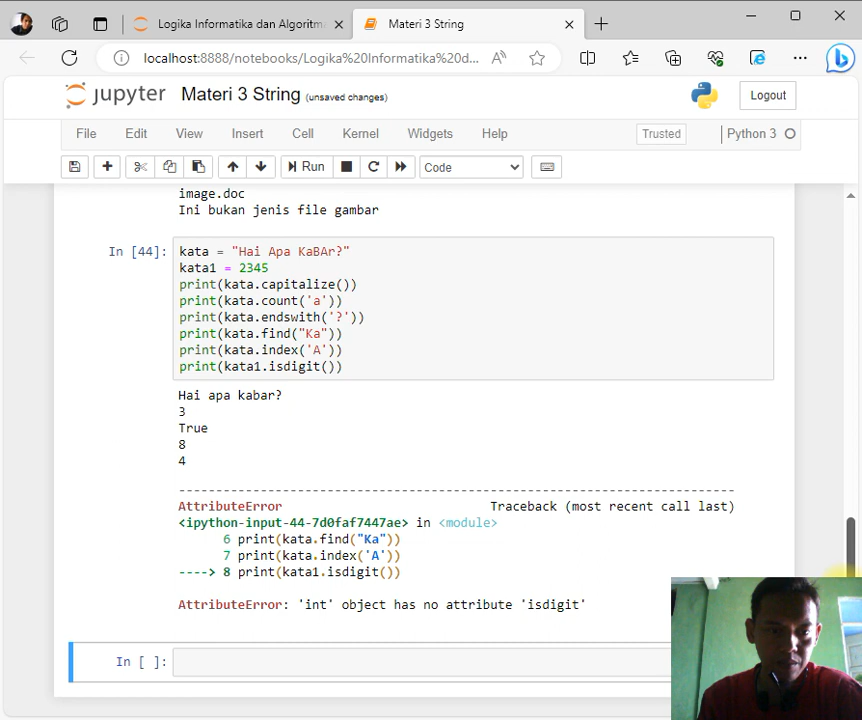 Logika Informatika dan Algoritm
Materi 3 String
localhost:8888/notebooks/Logika%20Informatika%20d...
jupyter Materi 3 String (unsaved changes)
Logout
File Edit View Insert Cell Kernel Widgets Help
Trusted
Python 3
Run
Code
image.doc
Ini bukan jenis file gambar
In [44]:
kata = "Hai Apa KaBAr?"
kata1 = 2345
print(kata.capitalize())
print(kata.count('a'))
print(kata.endswith('?'))
print(kata.find("Ka"))
print(kata.index('A'))
print(kata1.isdigit())
Hai apa kabar?
3
True
8
4
---------------------------------------------------------------------------
AttributeError Traceback (most recent call last)
<ipython-input-44-7d0faf7447ae> in <module>
6 print(kata.find("Ka"))
7 print(kata.index('A'))
----> 8 print(kata1.isdigit())
AttributeError: 'int' object has no attribute 'isdigit'
In [ ]: